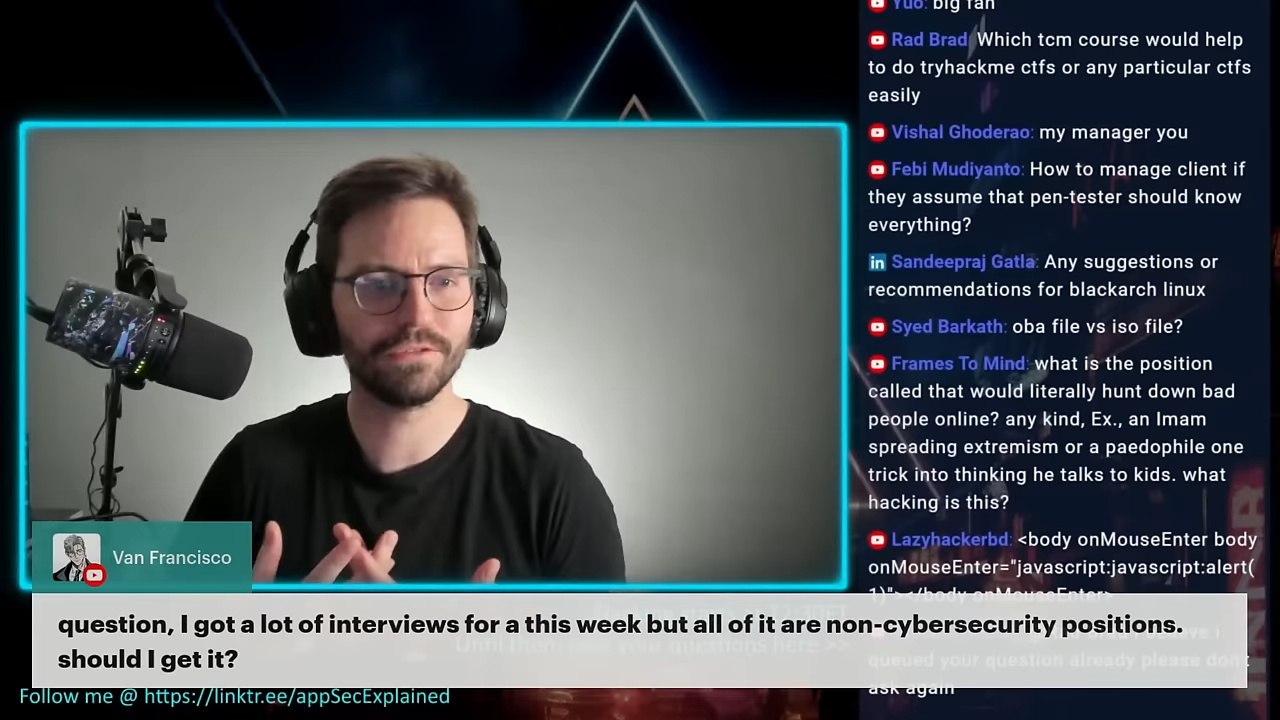 Yuo: big fan
Rad Brad: Which tcm course would help
to do tryhackme ctfs or any particular ctfs
easily
Vishal Ghoderao: my manager you
Febi Mudiyanto: How to manage client if
they assume that pen-tester should know
everything?
in Sandeepraj Gatla: Any suggestions or
recommendations for blackarch linux
Syed Barkath: oba file vs iso file?
Frames To Mind: what is the position
called that would literally hunt down bad
people online? any kind, Ex., an Imam
spreading extremism or a paedophile one
trick into thinking he talks to kids. what
hacking is this?
Lazyhackerbd: <body onMouseEnter body
onMouseEnter="javascript:javascript:alert(
1)"></body onMouseEnter>
queued your question already please don't
ask again
Van Francisco
question, I got a lot of interviews for a this week but all of it are non-cybersecurity positions.
should I get it?
Follow me @ https://linktr.ee/appSecExplained